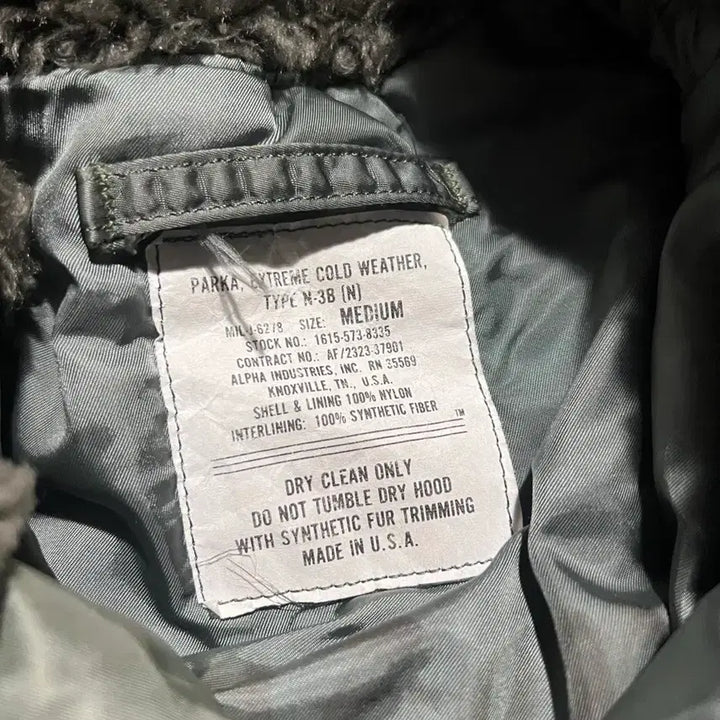 PARKA, EXTREME COLD WEATHER,
TYPE N-3B (N)
MIL-J-6278 SIZE: MEDIUM
STOCK NO.: 1615-573-8335
CONTRACT NO.: AF/2323-37901
ALPHA INDUSTRIES, INC. RN 35569
KNOXVILLE, TN., U.S.A.
SHELL & LINING 100% NYLON
INTERLINING: 100% SYNTHETIC FIBER
TM
DRY CLEAN ONLY
DO NOT TUMBLE DRY HOOD
WITH SYNTHETIC FUR TRIMMING
MADE IN U.S.A.